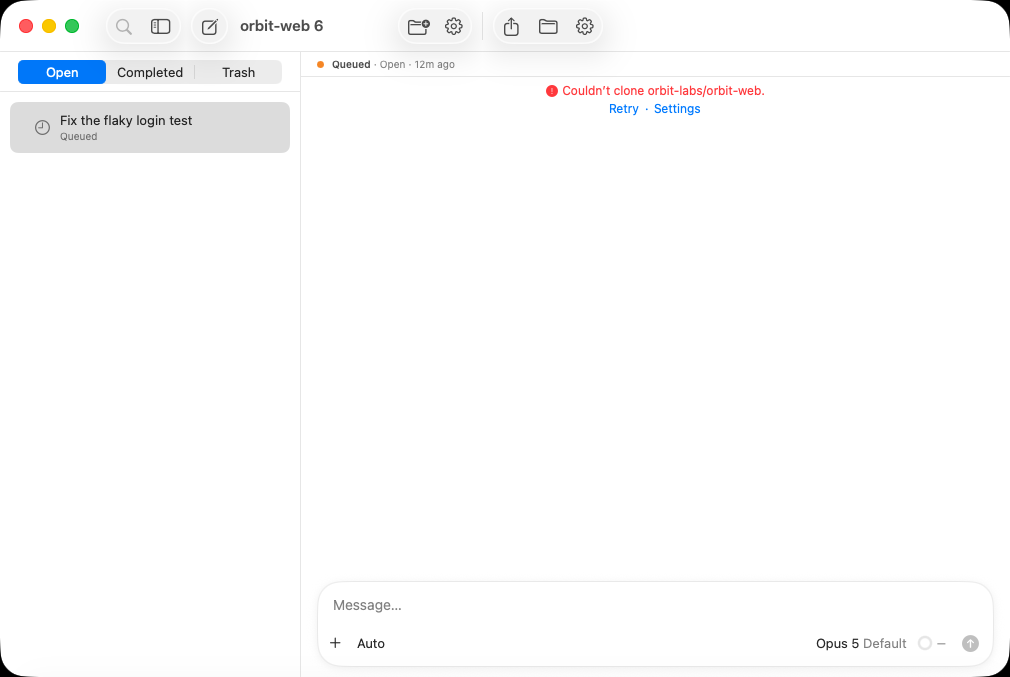 orbit-web 6
Open Completed Trash
Fix the flaky login test
Queued
Queued · Open · 12m ago
Couldn't clone orbit-labs/orbit-web.
Retry · Settings
Message...
Auto
Opus 5 Default –